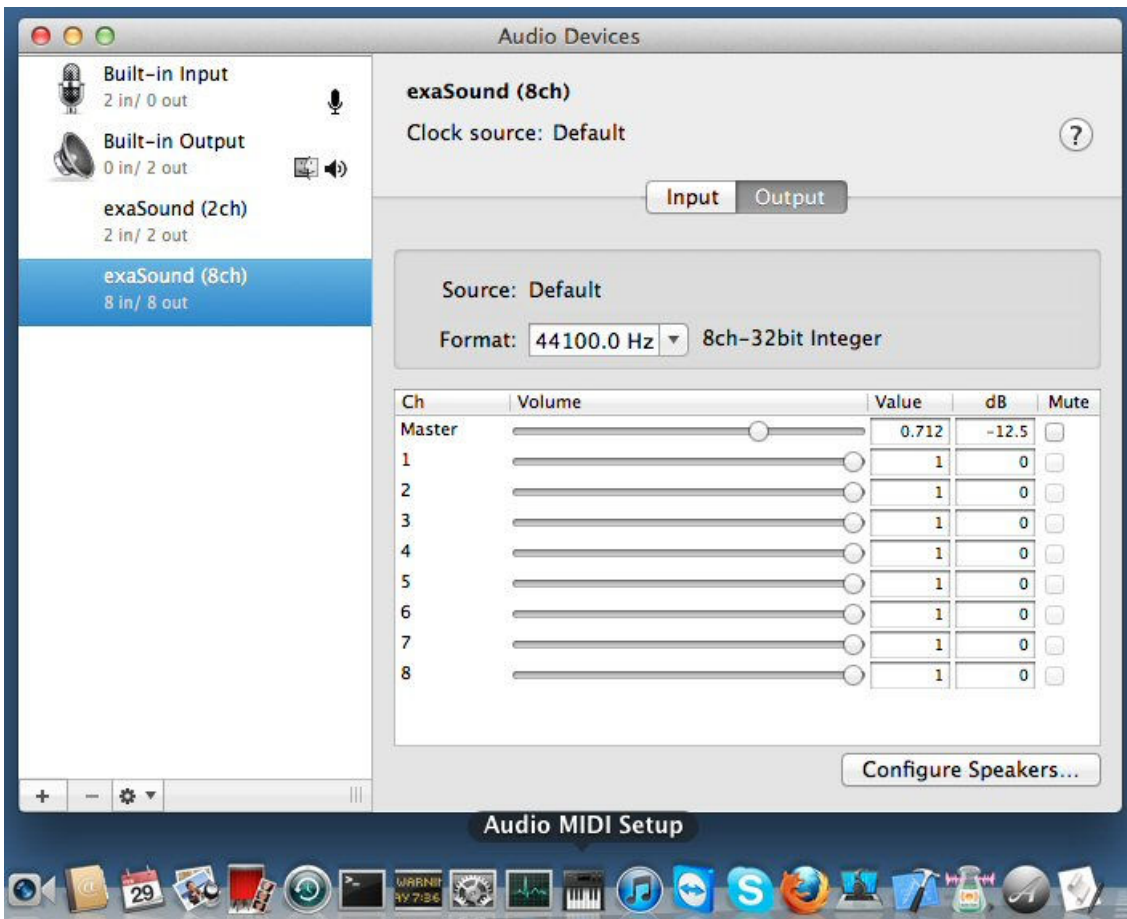 Audio Devices
Built-in Input
2 in/ 0 out
Built-in Output
0 in/ 2 out
exaSound (2ch)
2 in/ 2 out
exaSound (8ch)
8 in/ 8 out
exaSound (8ch)
Clock source: Default
?
Input Output
Source: Default
Format: 44100.0 Hz 8ch-32bit Integer
Ch Volume Value dB Mute
Master 0.712 -12.5
1 1 0
2 1 0
3 1 0
4 1 0
5 1 0
6 1 0
7 1 0
8 1 0
Configure Speakers...
Audio MIDI Setup
@ 29 >_ WARNIN AY 7:36 S A